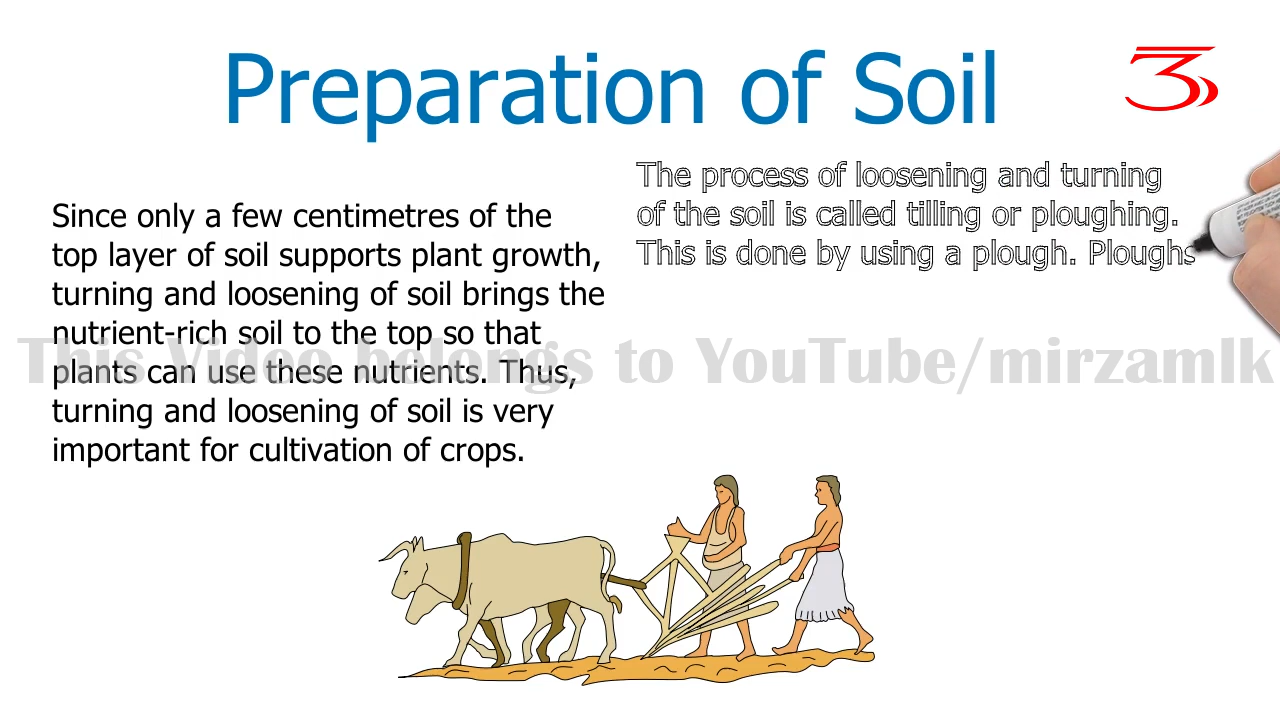 Preparation of Soil
Since only a few centimetres of the
top layer of soil supports plant growth,
turning and loosening of soil brings the
nutrient-rich soil to the top so that
plants can use these nutrients. Thus,
turning and loosening of soil is very
important for cultivation of crops.
The process of loosening and turning
of the soil is called tilling or ploughing.
This is done by using a plough. Ploughs
This Video belongs to YouTube/mirzamlk